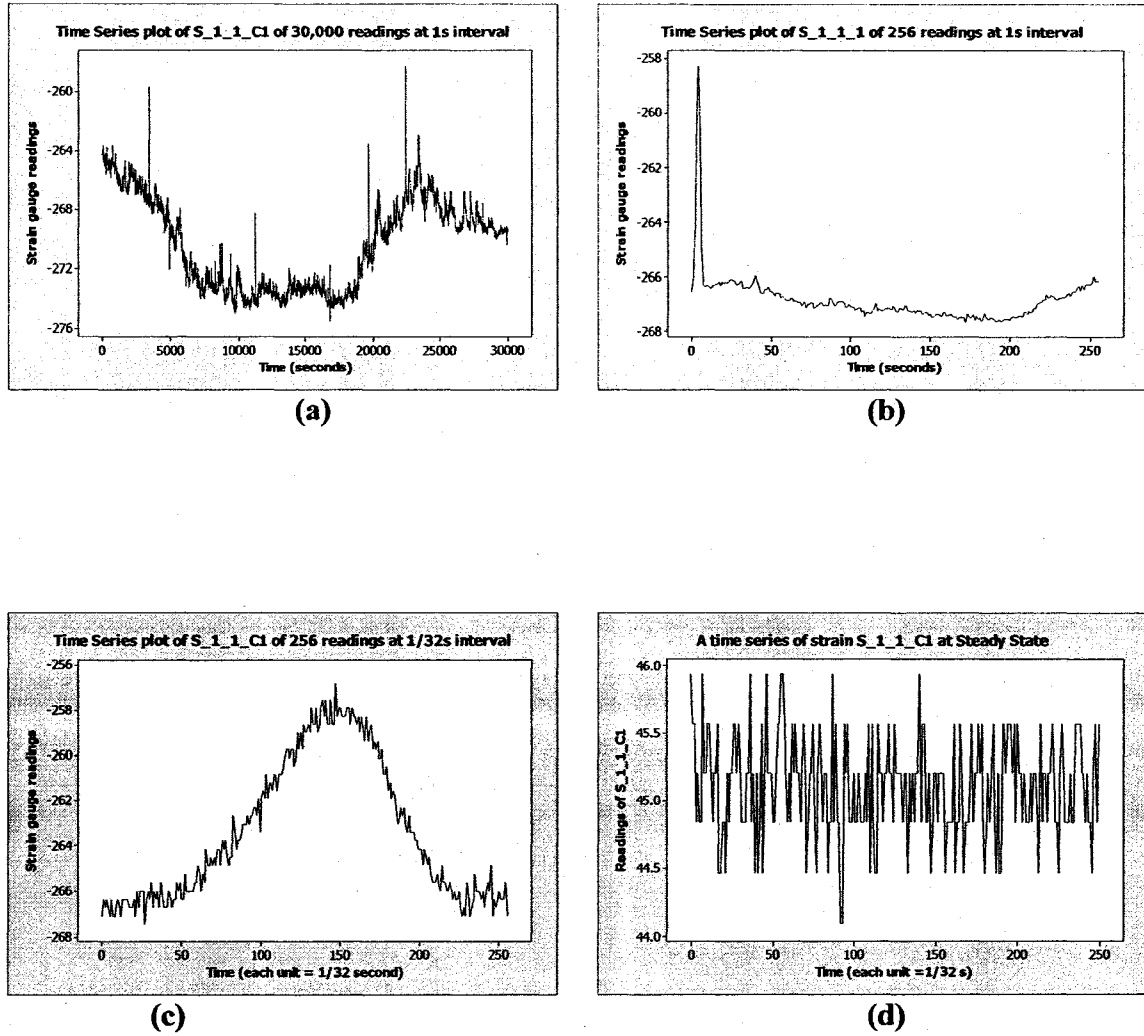 Time Series plot of S_1_1_C1 of 30,000 readings at 1s interval
Strain gauge readings
-260
-264
-268
-272
-276
0 5000 10000 15000 20000 25000 30000
Time (seconds)
(a)
Time Series plot of S_1_1_1 of 256 readings at 1s interval
Strain gauge readings
-258
-260
-262
-264
-266
-268
0 50 100 150 200 250
Time (seconds)
(b)
Time Series plot of S_1_1_C1 of 256 readings at 1/32s interval
Strain gauge readings
-256
-258
-260
-262
-264
-266
-268
0 50 100 150 200 250
Time (each unit = 1/32 second)
(c)
A time series of strain S_1_1_C1 at Steady State
Readings of S_1_1_C1
46.0
45.5
45.0
44.5
44.0
0 50 100 150 200 250
Time (each unit =1/32 s)
(d)